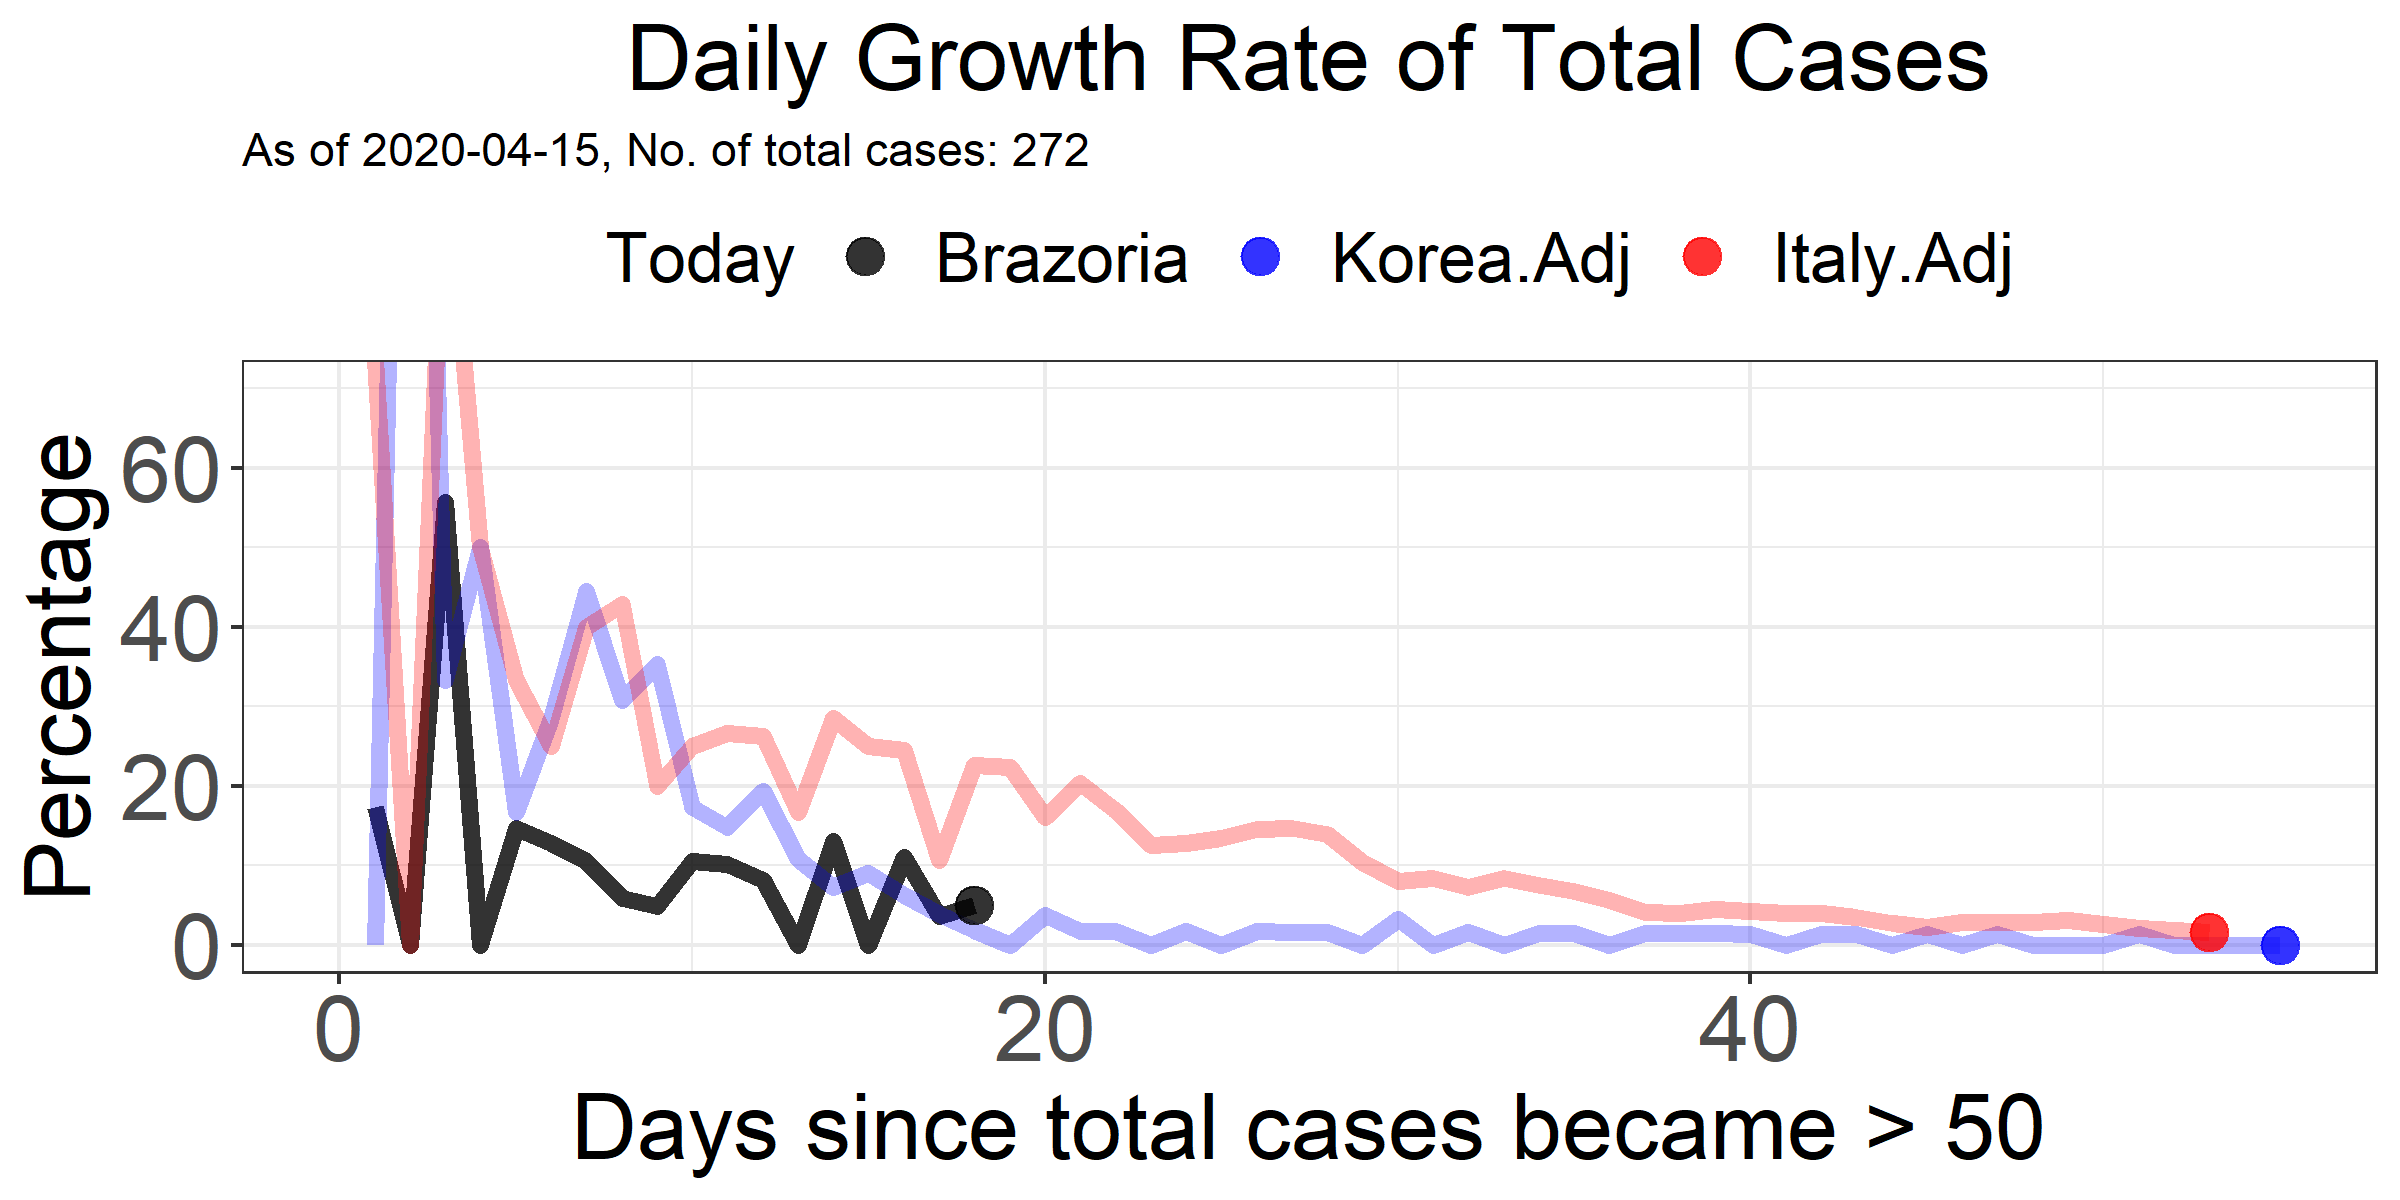 Daily Growth Rate of Total Cases
As of 2020-04-15, No. of total cases: 272
Today Brazoria Korea.Adj Italy.Adj
Percentage
60
40
20
0
0 20 40
Days since total cases became > 50